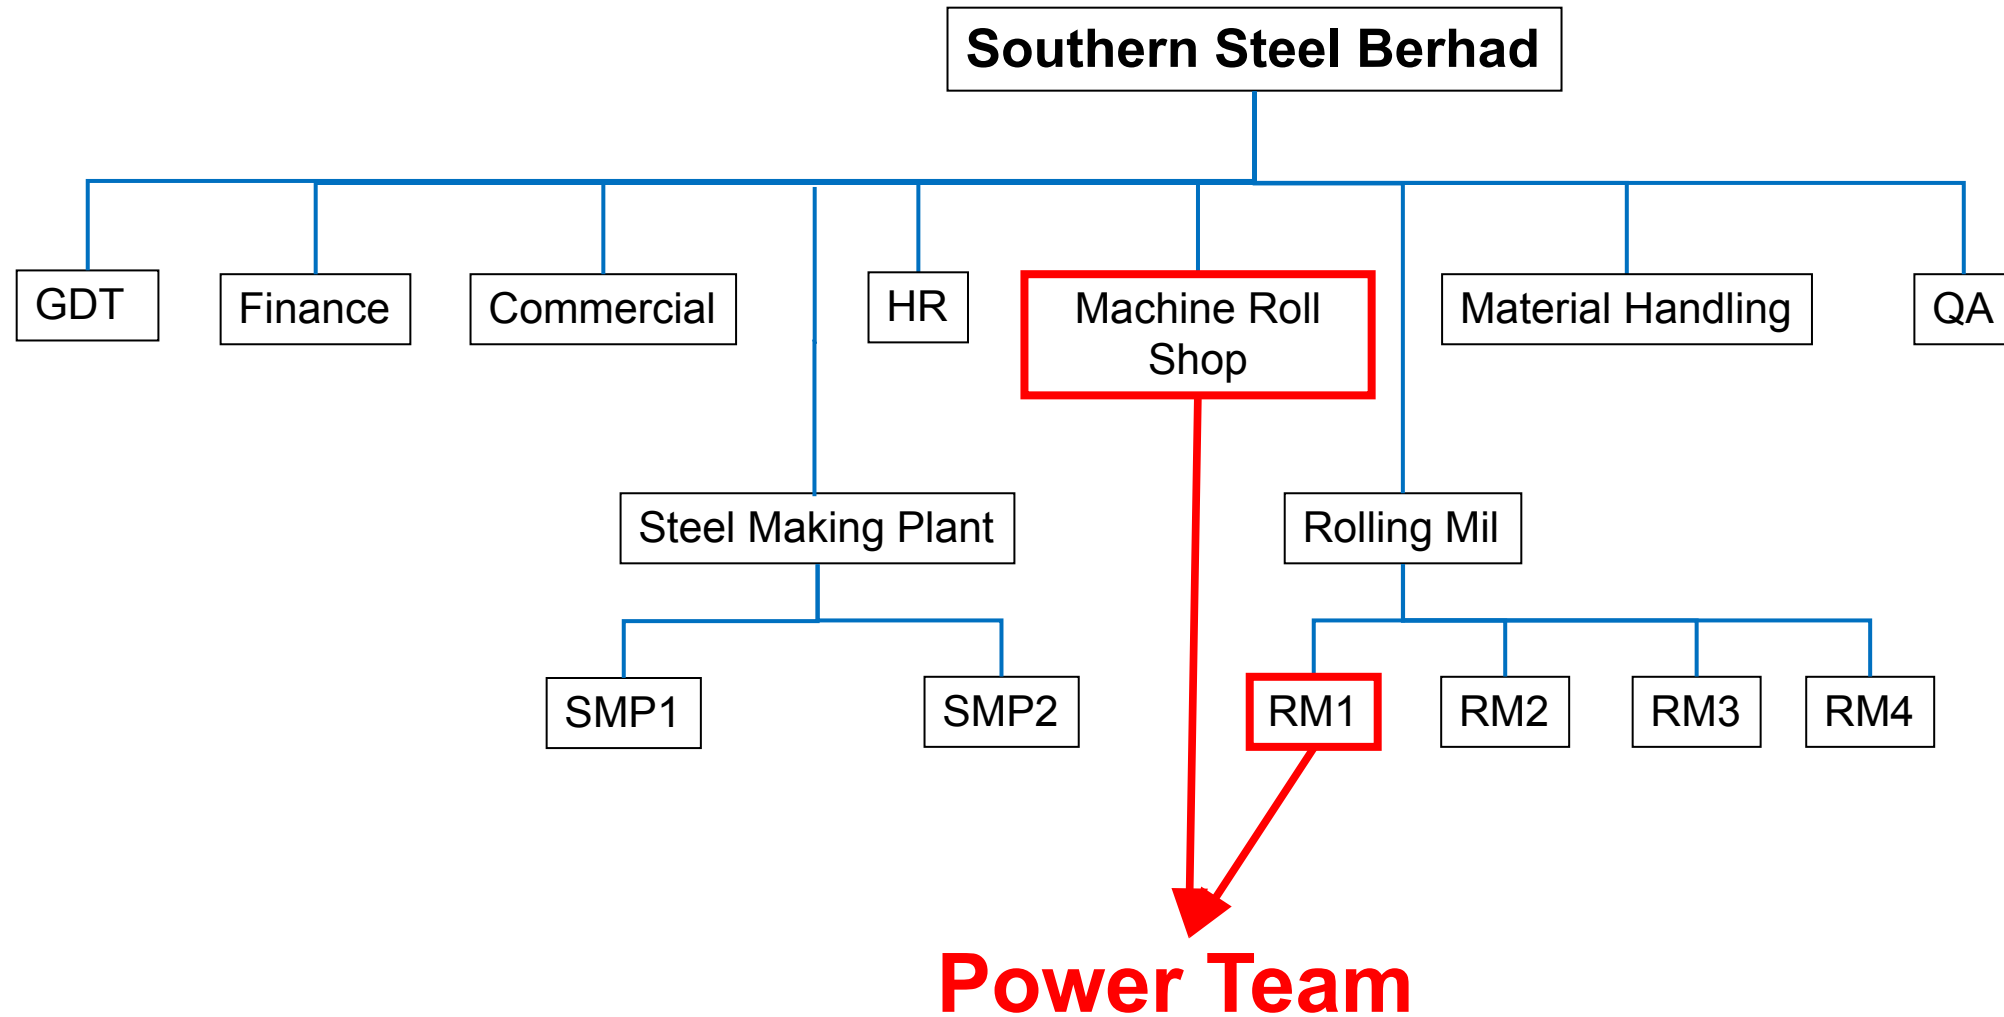 Southern Steel Berhad
GDT
Finance
Commercial
HR
Machine Roll
Shop
Material Handling
QA
Steel Making Plant
Rolling Mil
SMP1
SMP2
RM1
RM2
RM3
RM4
Power Team